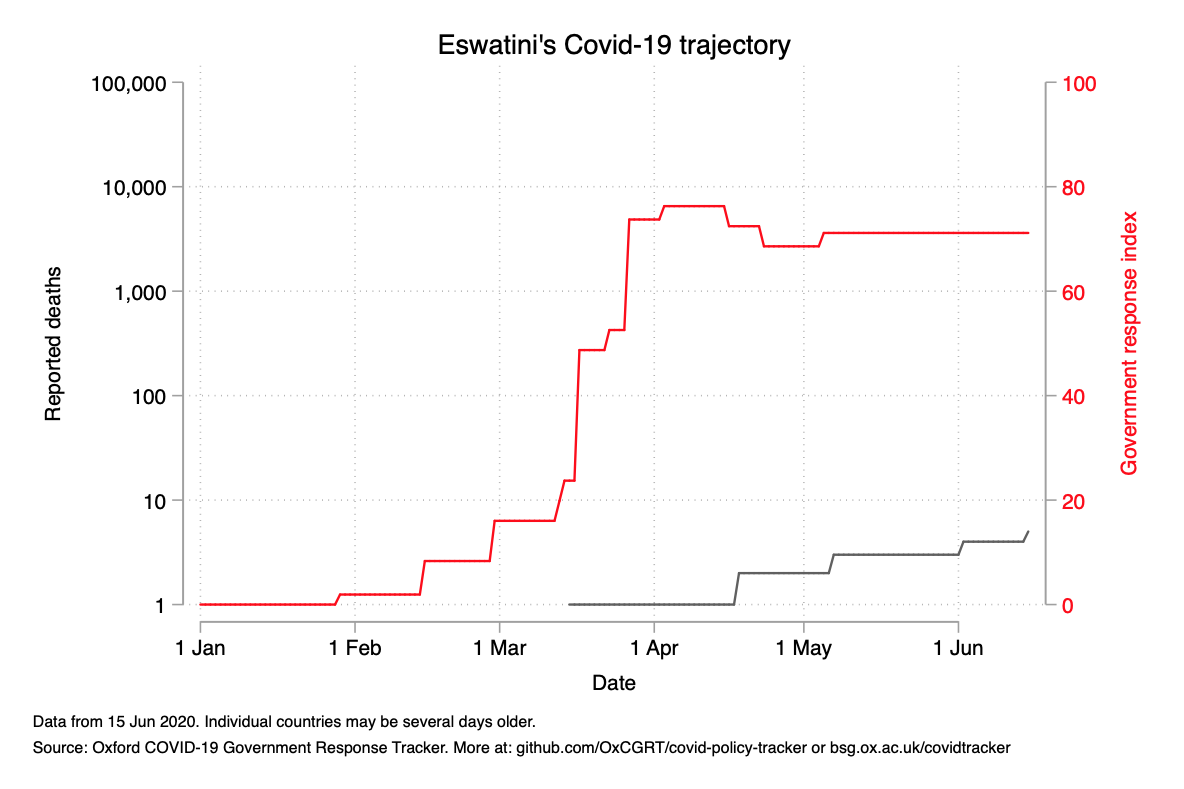 Eswatini's Covid-19 trajectory
100,000
10,000
1,000
100
10
1
Reported deaths
100
80
60
40
20
0
Government response index
1 Jan
1 Feb
1 Mar
1 Apr
1 May
1 Jun
Date
Data from 15 Jun 2020. Individual countries may be several days older.
Source: Oxford COVID-19 Government Response Tracker. More at: github.com/OxCGRT/covid-policy-tracker or bsg.ox.ac.uk/covidtracker